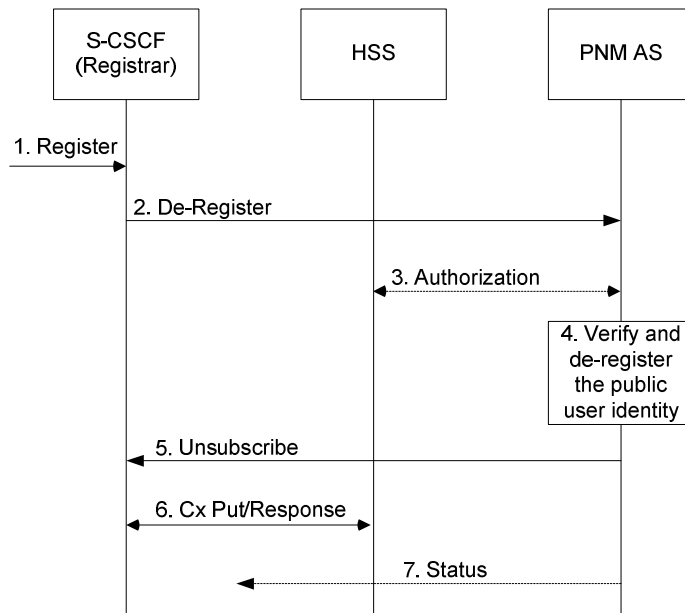 S-CSCF
(Registrar)
HSS
PNM AS
1. Register
2. De-Register
3. Authorization
4. Verify and
de-register
the public
user identity
5. Unsubscribe
6. Cx Put/Response
7. Status